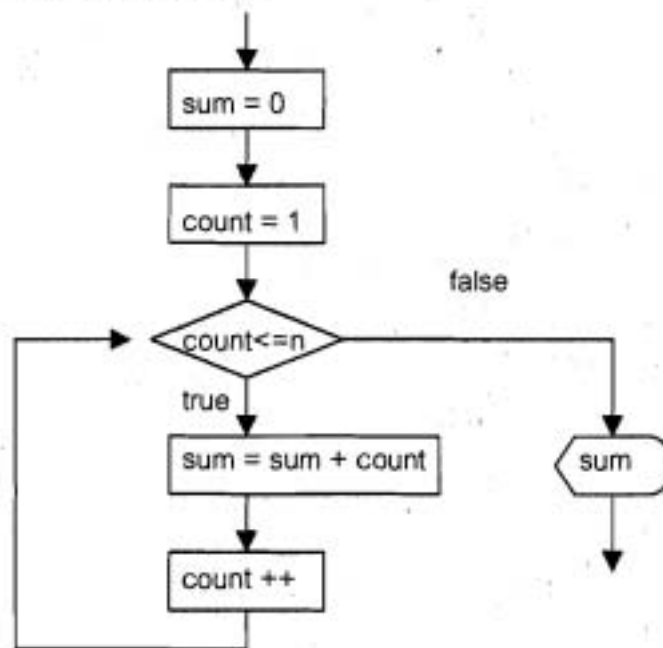 sum = 0
count = 1
false
count<=n
true
sum = sum + count
sum
count ++